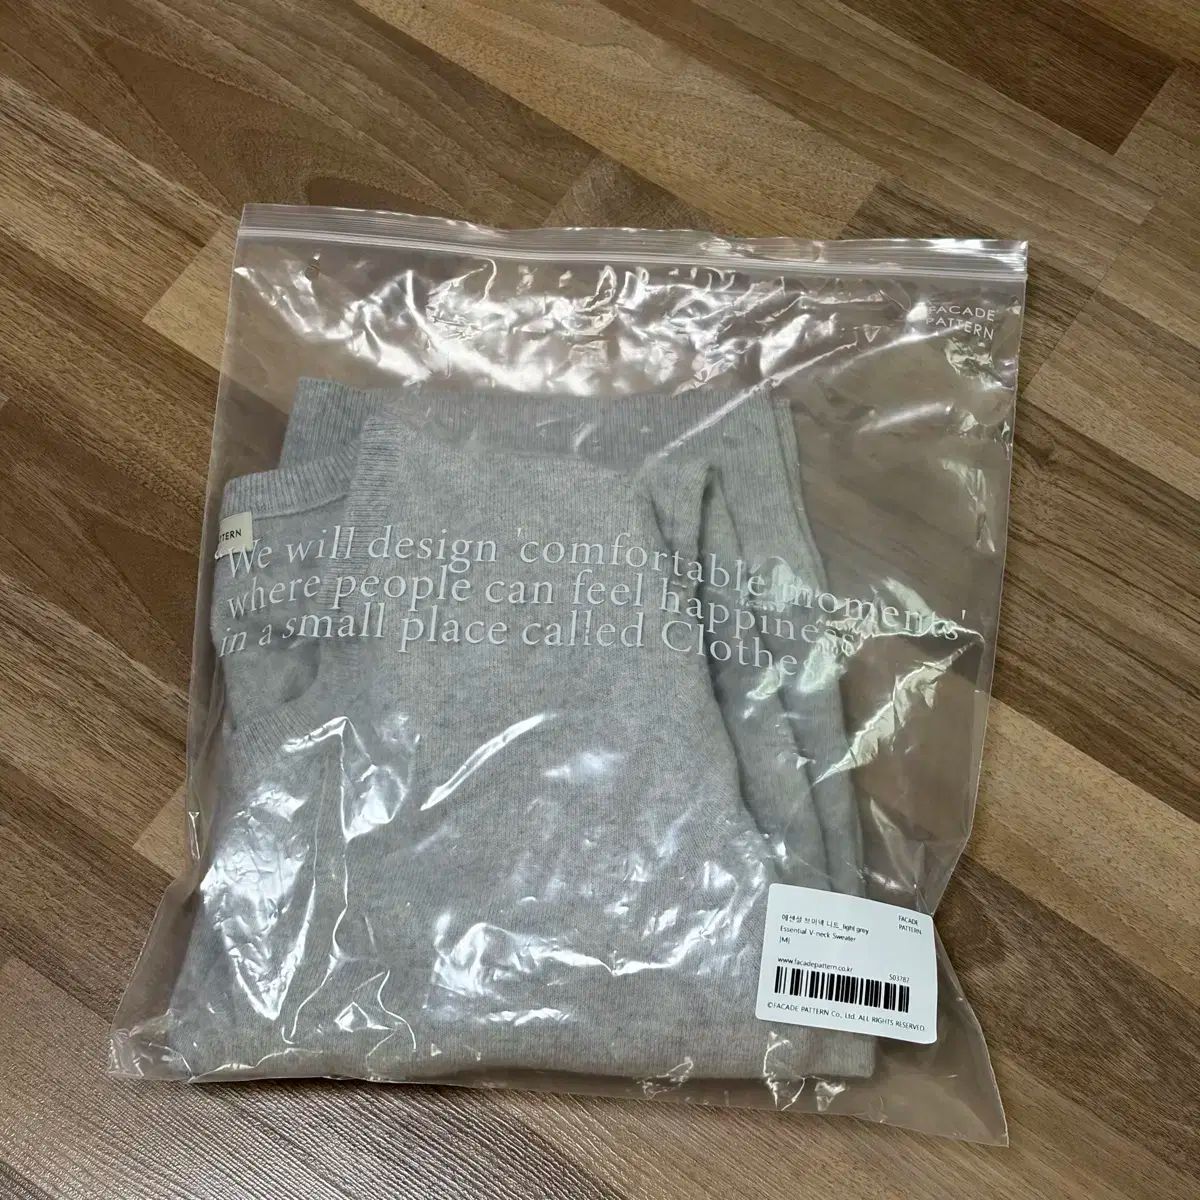 FACADE
PATTERN
PATTERN
We will design 'comfortable moments'
where people can feel happiness
in a small place called Clothe
에센셜 브이넥 니트_light grey
Essential V-neck Sweater
[M]
FACADE
PATTERN
www.facadepattern.co.kr
503787
©FACADE PATTERN Co., Ltd. ALL RIGHTS RESERVED.